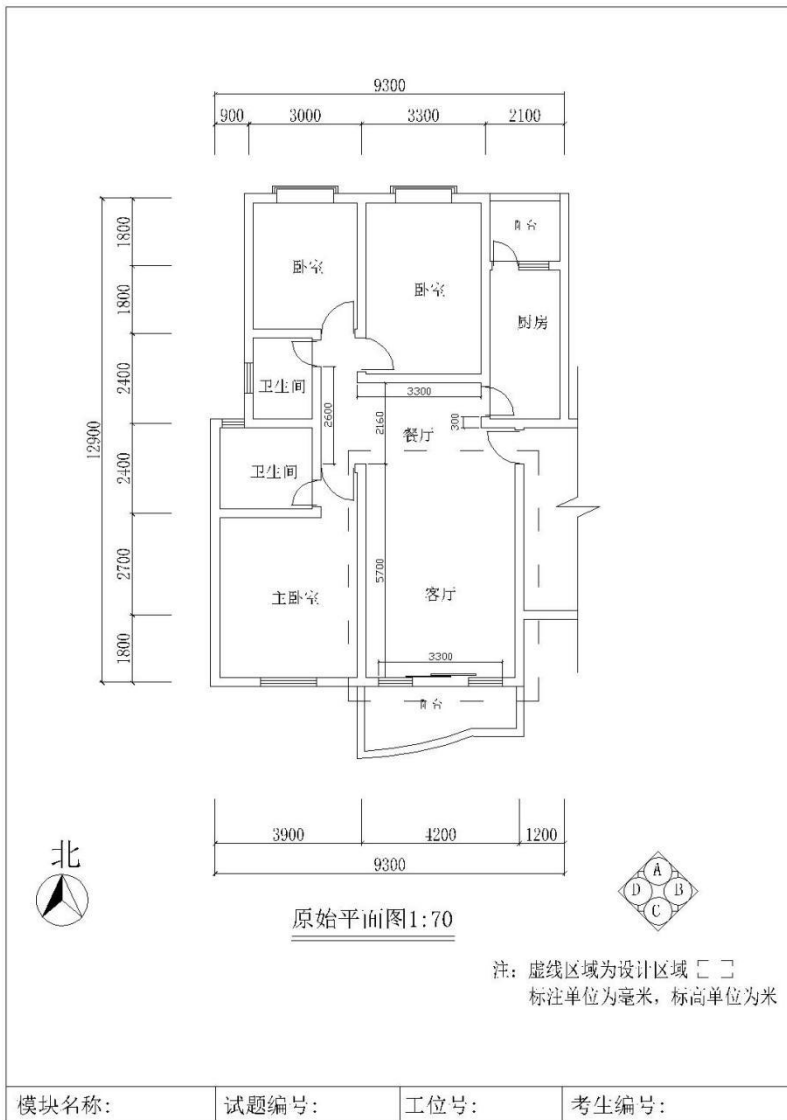 9300
900 3000 3300 2100
1800
1800
2400
2400
2700
1800
12900
阳台
卧室
卧室
厨房
卫生间
3300
2600
2160
300
餐厅
卫生间
5700
主卧室
客厅
3300
阳台
3900 4200 1200
9300
北
A
D B
C
原始平面图1:70
注: 虚线区域为设计区域
标注单位为毫米, 标高单位为米
模块名称: 试题编号: 工位号: 考生编号: